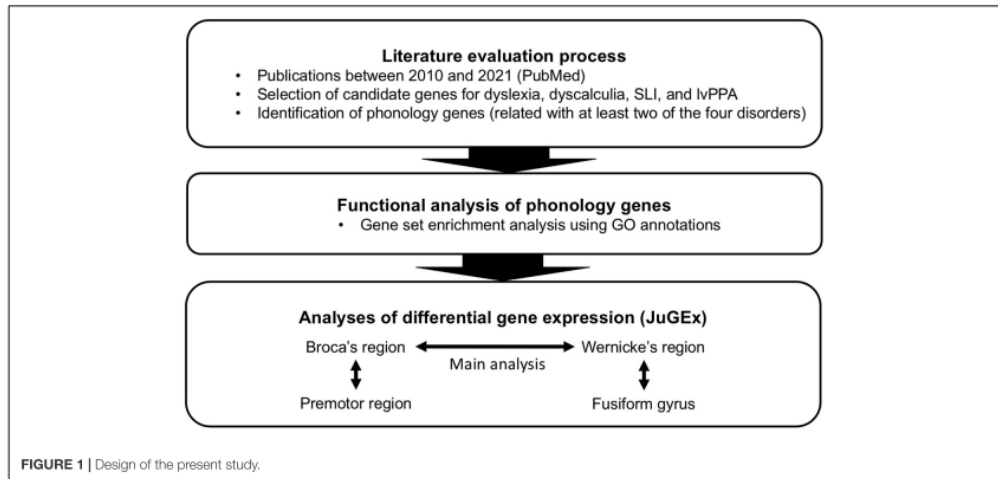 Literature evaluation process
• Publications between 2010 and 2021 (PubMed)
• Selection of candidate genes for dyslexia, dyscalculia, SLI, and lvPPA
• Identification of phonology genes (related with at least two of the four disorders)
Functional analysis of phonology genes
• Gene set enrichment analysis using GO annotations
Analyses of differential gene expression (JuGEx)
Broca's region Wernicke's region
Main analysis
Premotor region Fusiform gyrus
FIGURE 1 | Design of the present study.